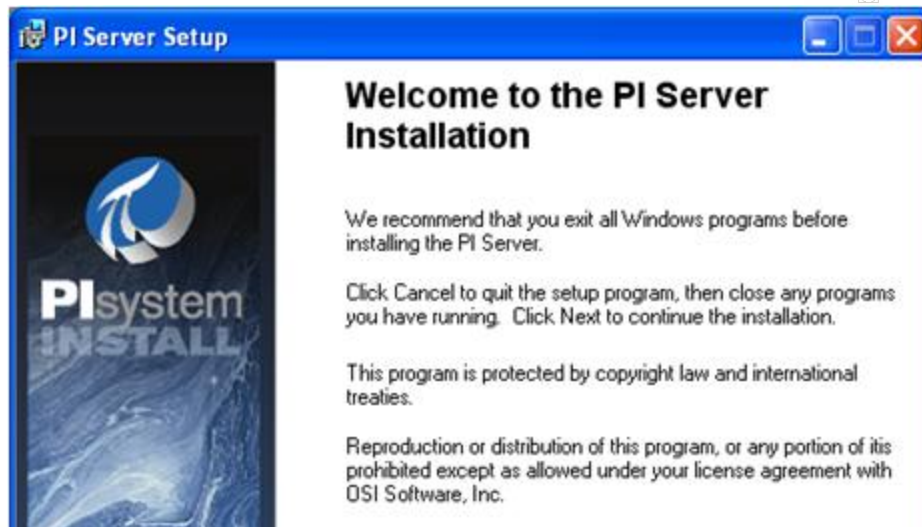 PI Server Setup
Welcome to the PI Server
Installation
We recommend that you exit all Windows programs before
installing the PI Server.
Click Cancel to quit the setup program, then close any programs
you have running. Click Next to continue the installation.
This program is protected by copyright law and international
treaties.
Reproduction or distribution of this program, or any portion of itis
prohibited except as allowed under your license agreement with
OSI Software, Inc.
PIsystem
INSTALL